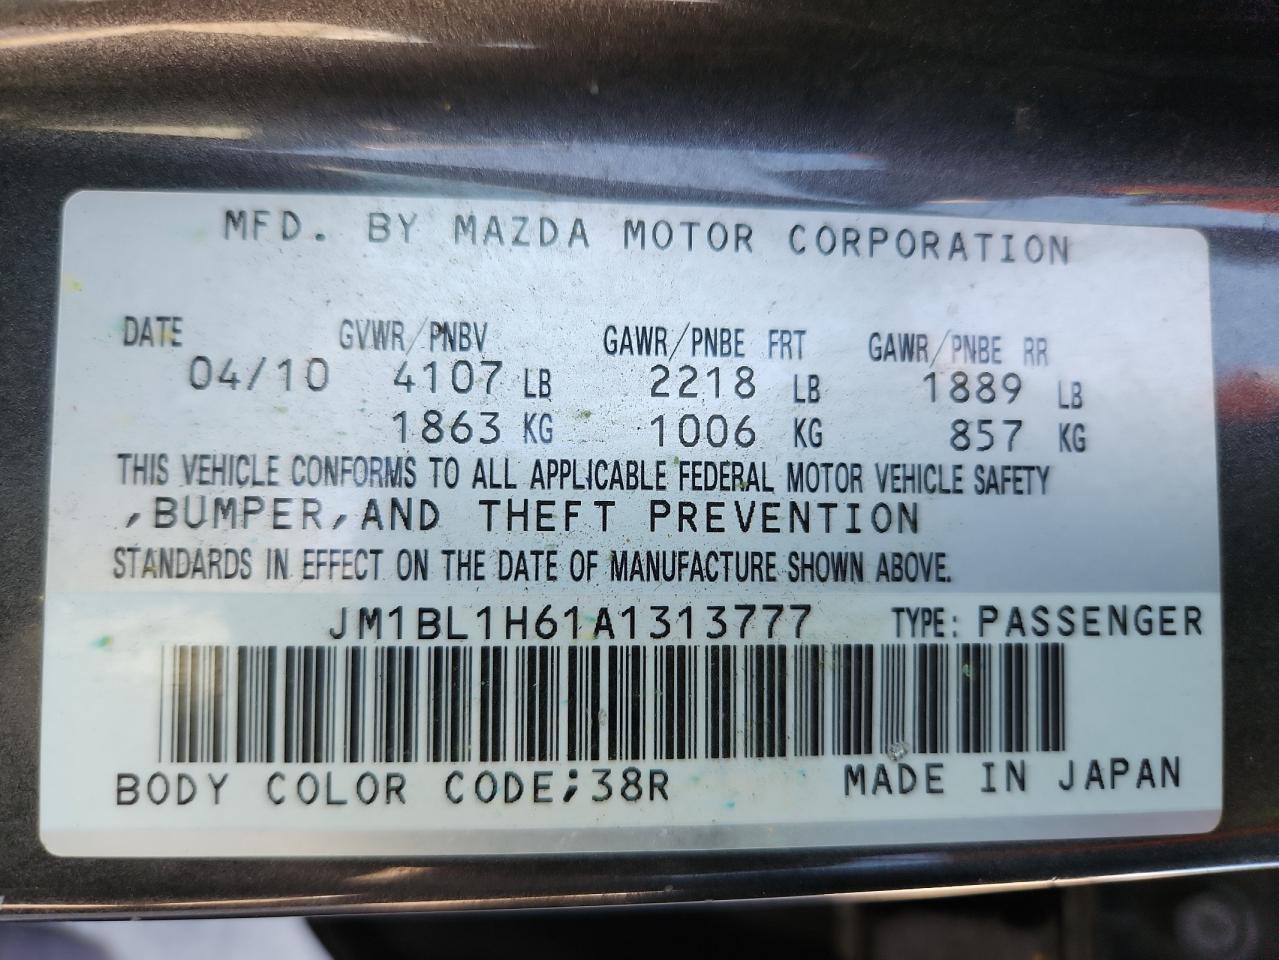 MFD. BY MAZDA MOTOR CORPORATION
DATE GVWR/PNBV GAWR/PNBE FRT GAWR/PNBE RR
04/10 4107 LB 2218 LB 1889 LB
1863 KG 1006 KG 857 KG
THIS VEHICLE CONFORMS TO ALL APPLICABLE FEDERAL MOTOR VEHICLE SAFETY
,BUMPER,AND THEFT PREVENTION
STANDARDS IN EFFECT ON THE DATE OF MANUFACTURE SHOWN ABOVE.
JM1BL1H61A1313777 TYPE: PASSENGER
BODY COLOR CODE;38R MADE IN JAPAN